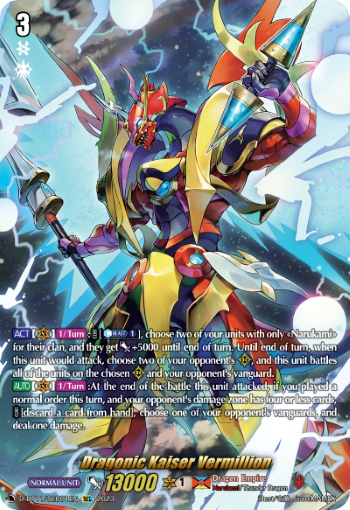 3
ACT 1/Turn : [ BLAST 1 ], choose two of your units with only «Narukami»
for their clan, and they get +5000 until end of turn. Until end of turn, when
this unit would attack, choose two of your opponent's , and this unit battles
all of the units on the chosen and your opponent's vanguard.
AUTO 1/Turn :At the end of the battle this unit attacked, if you played a
normal order this turn, and your opponent's damage zone has four or less cards,
[discard a card from hand], choose one of your opponent's vanguards, and
deal one damage.
Dragonic Kaiser Vermillion
NORMAL UNIT 13000 1 Dragon Empire
Narukami / Thunder Dragon
2023